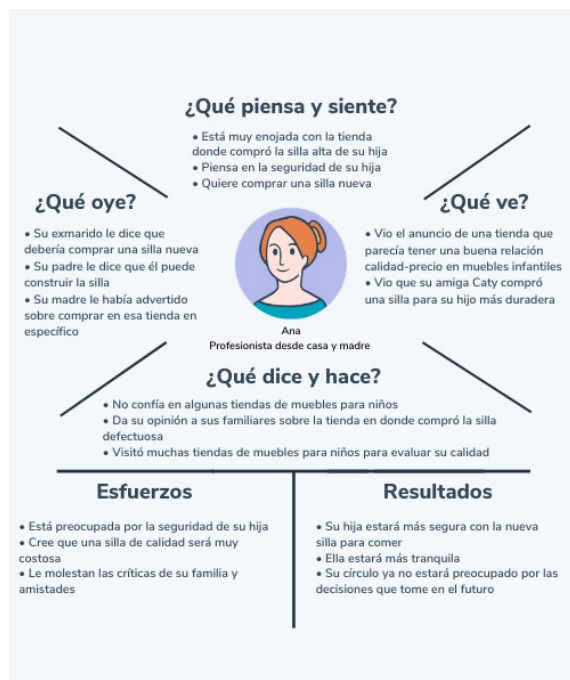 ¿Qué piensa y siente?
• Está muy enojada con la tienda
donde compró la silla alta de su hija
• Piensa en la seguridad de su hija
• Quiere comprar una silla nueva
¿Qué oye?
• Su exmarido le dice que
debería comprar una silla nueva
• Su padre le dice que él puede
construir la silla
• Su madre le había advertido
sobre comprar en esa tienda en
específico
¿Qué ve?
• Vio el anuncio de una tienda que
parecía tener una buena relación
calidad-precio en muebles infantiles
• Vio que su amiga Caty compró
una silla para su hijo más duradera
Ana
Profesionista desde casa y madre
¿Qué dice y hace?
• No confía en algunas tiendas de muebles para niños
• Da su opinión a sus familiares sobre la tienda en donde compró la silla
defectuosa
• Visitó muchas tiendas de muebles para niños para evaluar su calidad
Esfuerzos
• Está preocupada por la seguridad de su hija
• Cree que una silla de calidad será muy
costosa
• Le molestan las críticas de su familia y
amistades
Resultados
• Su hija estará más segura con la nueva
silla para comer
• Ella estará más tranquila
• Su círculo ya no estará preocupado por las
decisiones que tome en el futuro